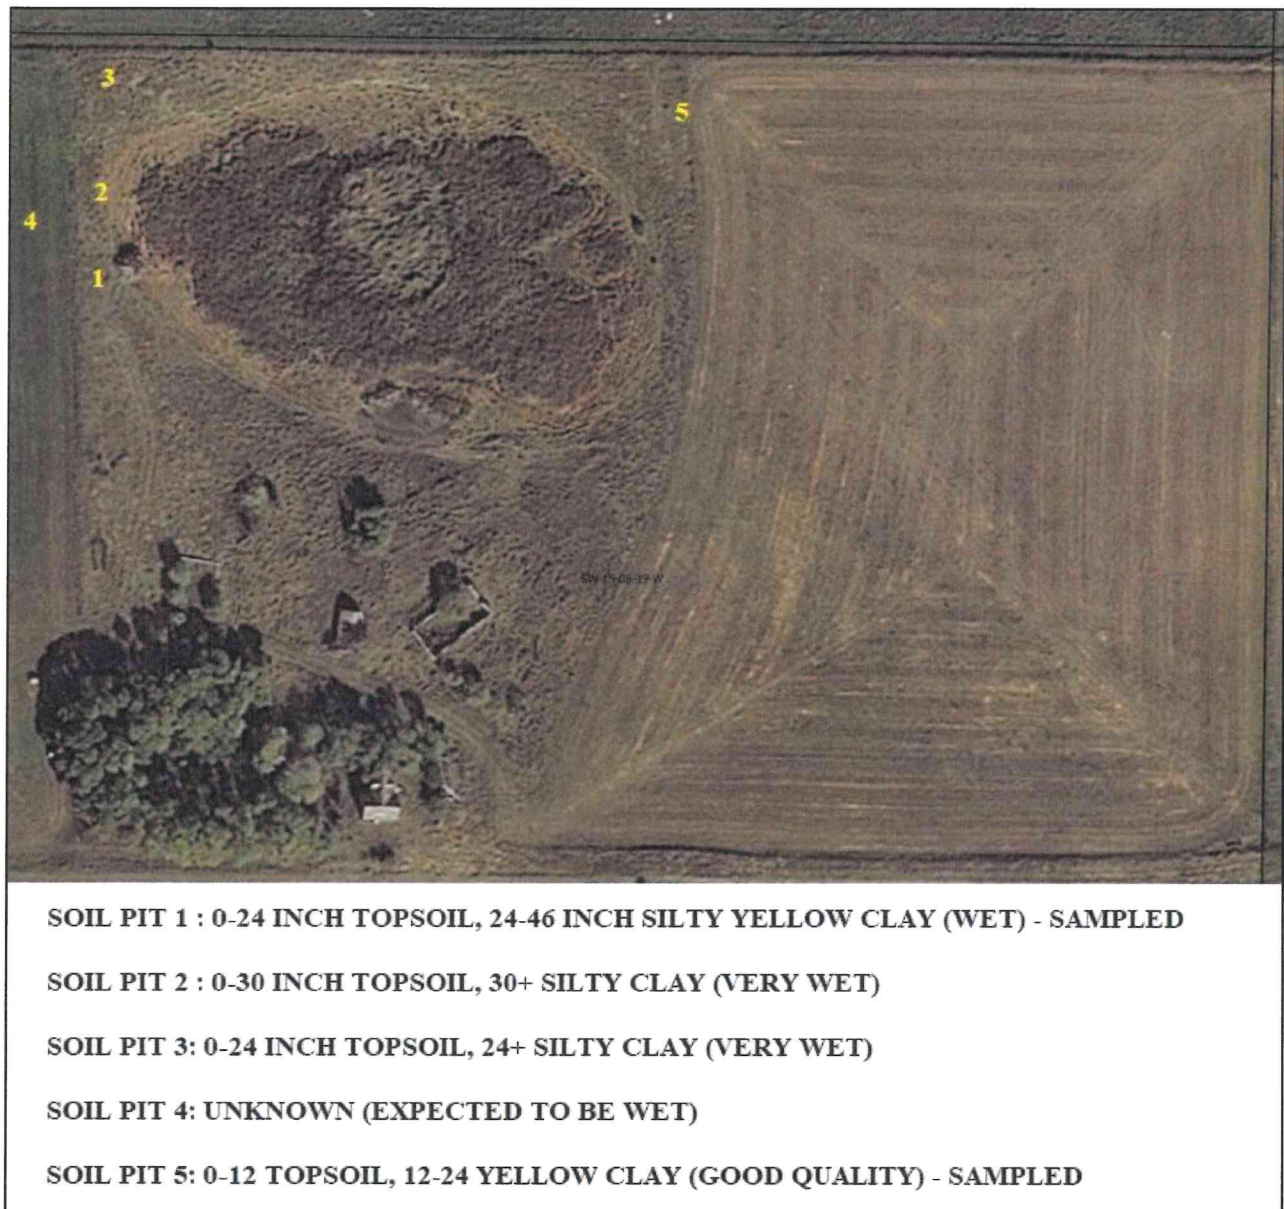 3
5
2
4
1
SOIL PIT 1 : 0-24 INCH TOPSOIL, 24-46 INCH SILTY YELLOW CLAY (WET) - SAMPLED
SOIL PIT 2 : 0-30 INCH TOPSOIL, 30+ SILTY CLAY (VERY WET)
SOIL PIT 3: 0-24 INCH TOPSOIL, 24+ SILTY CLAY (VERY WET)
SOIL PIT 4: UNKNOWN (EXPECTED TO BE WET)
SOIL PIT 5: 0-12 TOPSOIL, 12-24 YELLOW CLAY (GOOD QUALITY) - SAMPLED